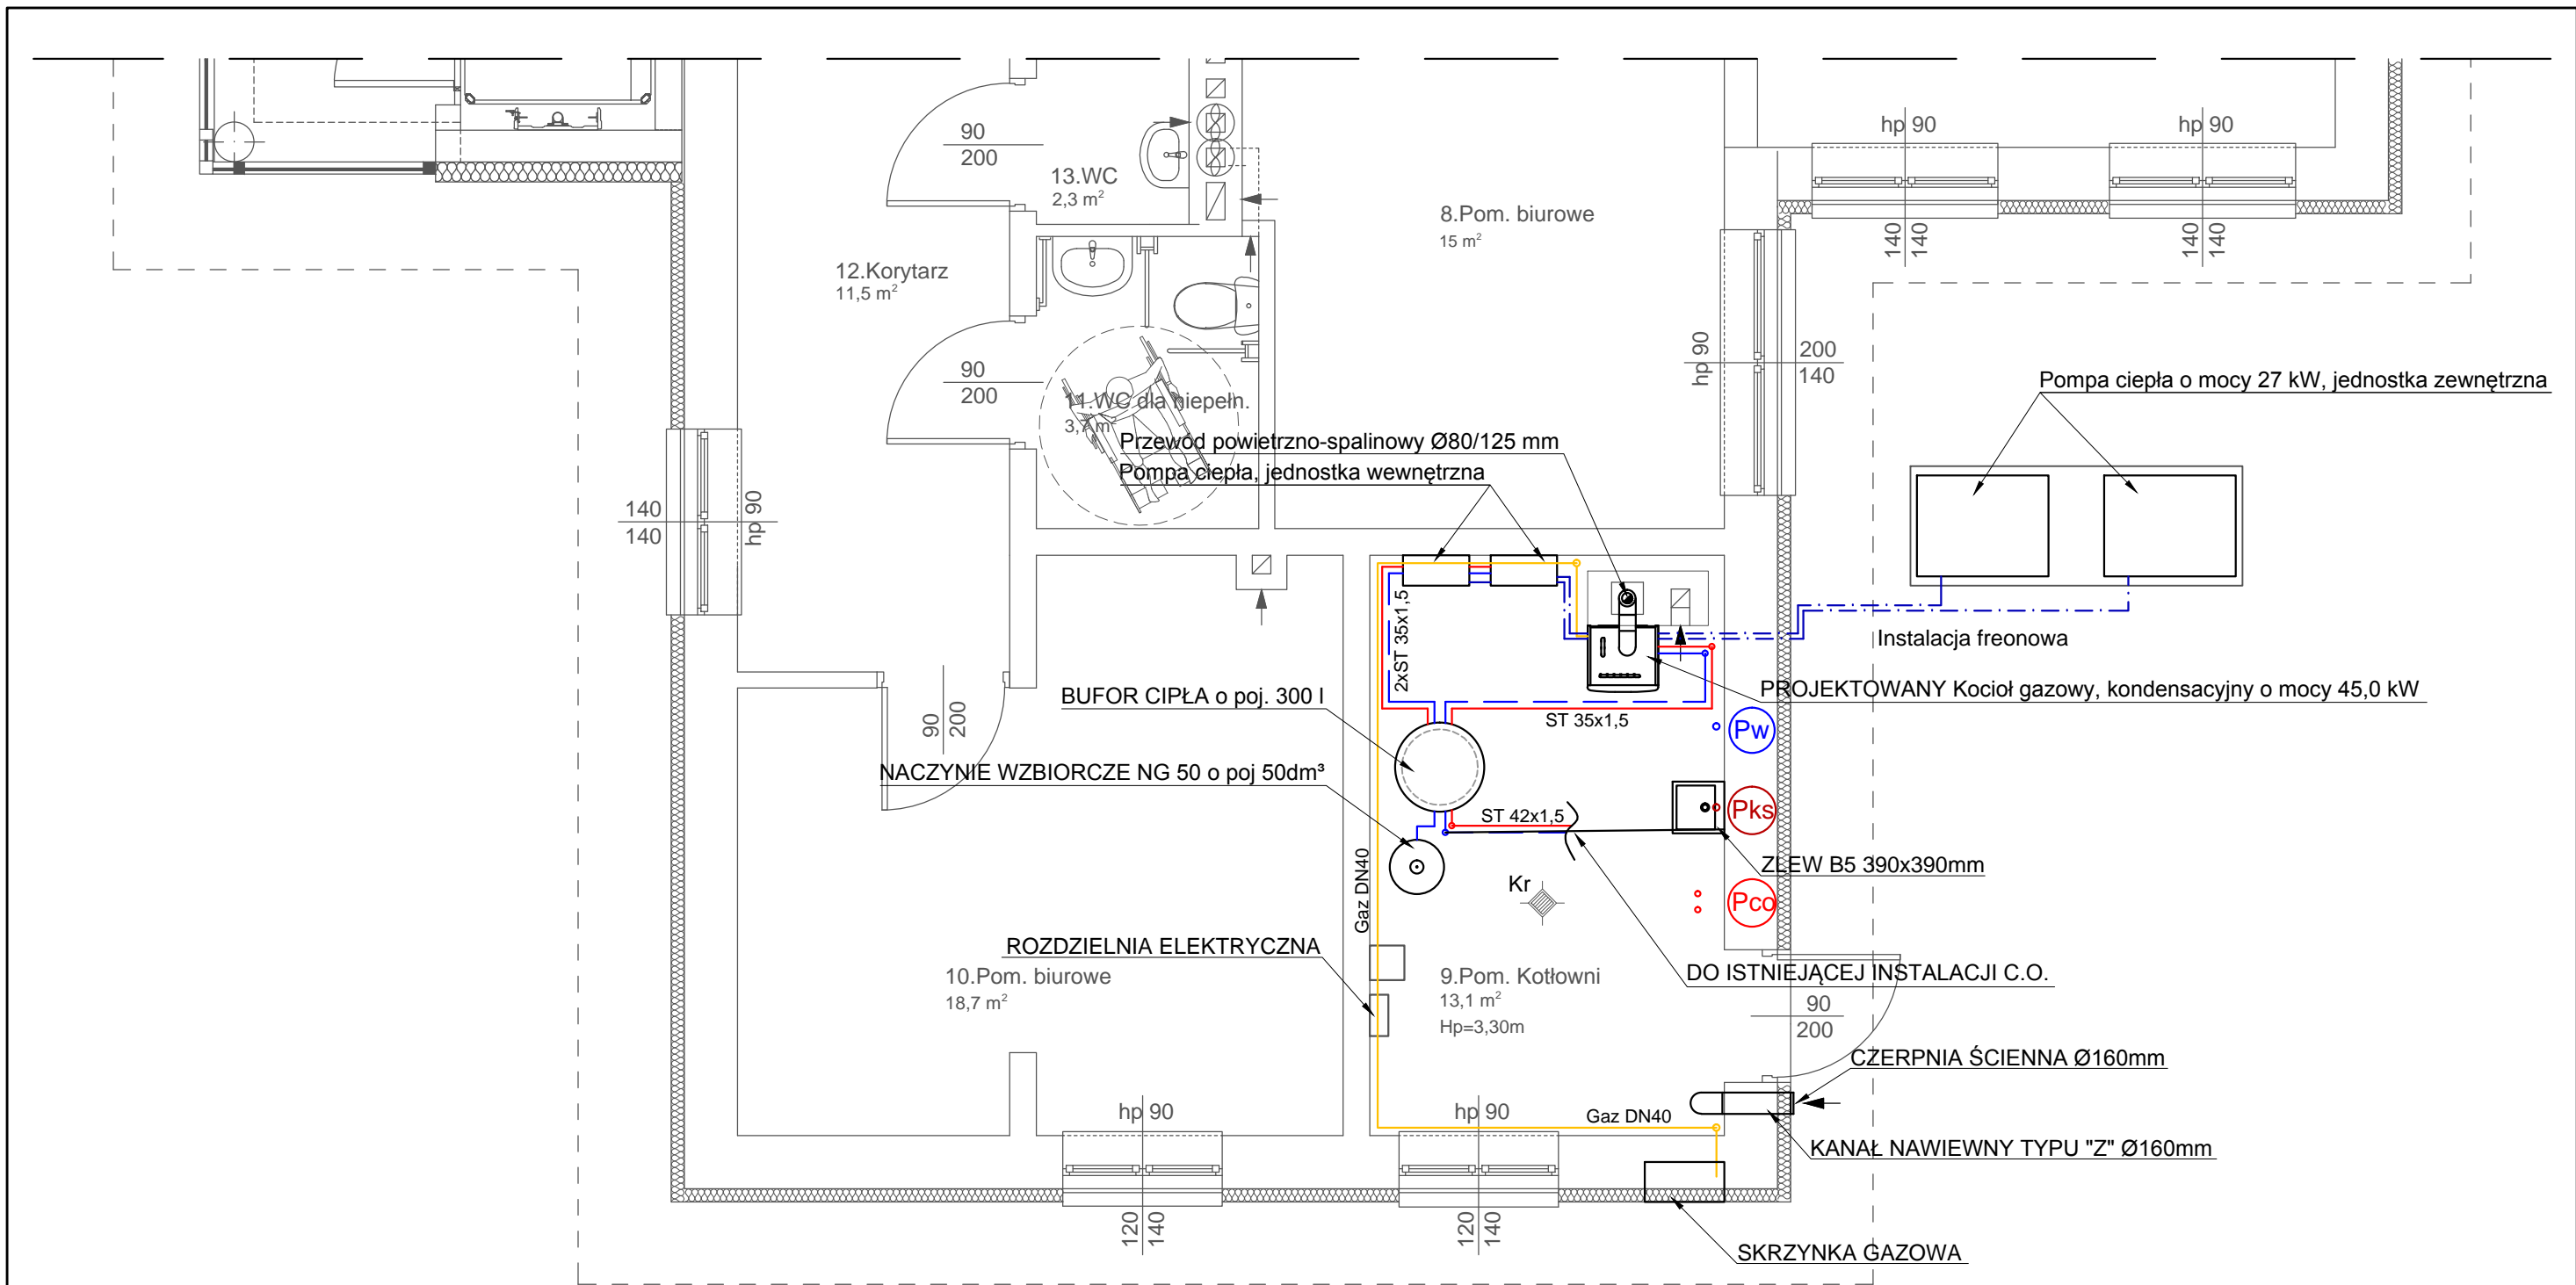 hp 90
hp 90
90
200
13.WC
2,3 m²
8.Pom. biurowe
15 m²
140
140
140
140
12.Korytarz
11,5 m²
hp 90
200
140
90
200
11.WC dla niepełn.
3,7 m²
Pompa ciepła o mocy 27 kW, jednostka zewnętrzna
Przewód powietrzno-spalinowy Ø80/125 mm
Pompa ciepła, jednostka wewnętrzna
140
140
hp 90
2xST 35x1,5
Instalacja freonowa
PROJEKTOWANY Kocioł gazowy, kondensacyjny o mocy 45,0 kW
BUFOR CIPŁA o poj. 300 l
ST 35x1,5
90
200
Pw
NACZYNIE WZBIORCZE NG 50 o poj 50dm³
ST 42x1,5
Pks
ZLEW B5 390x390mm
Gaz DN40
Kr
Pco
ROZDZIELNIA ELEKTRYCZNA
10.Pom. biurowe
18,7 m²
9.Pom. Kotłowni
13,1 m²
Hp=3,30m
DO ISTNIEJĄCEJ INSTALACJI C.O.
90
200
CZERPNIA ŚCIENNA Ø160mm
hp 90
hp 90
Gaz DN40
KANAŁ NAWIEWNY TYPU "Z" Ø160mm
120
140
120
140
SKRZYNKA GAZOWA